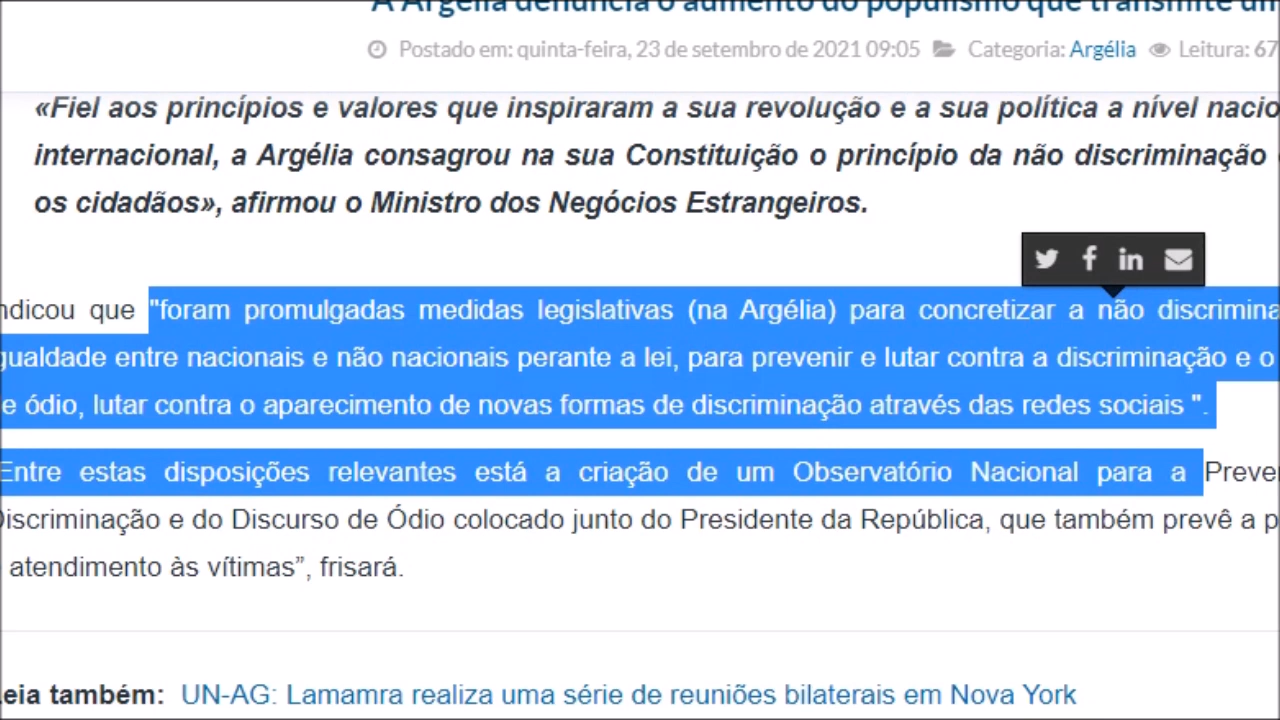 A Argélia denuncia o aumento do populismo que transmite um
Postado em: quinta-feira, 23 de setembro de 2021 09:05 Categoria: Argélia Leitura: 67
«Fiel aos princípios e valores que inspiraram a sua revolução e a sua política a nível nacio
internacional, a Argélia consagrou na sua Constituição o princípio da não discriminação
os cidadãos», afirmou o Ministro dos Negócios Estrangeiros.
ndicou que "foram promulgadas medidas legislativas (na Argélia) para concretizar a não discrimina
gualdade entre nacionais e não nacionais perante a lei, para prevenir e lutar contra a discriminação e o
e ódio, lutar contra o aparecimento de novas formas de discriminação através das redes sociais ".
Entre estas disposições relevantes está a criação de um Observatório Nacional para a Preve
Discriminação e do Discurso de Ódio colocado junto do Presidente da República, que também prevê a p
atendimento às vítimas”, frisará.
eia também: UN-AG: Lamamra realiza uma série de reuniões bilaterais em Nova York